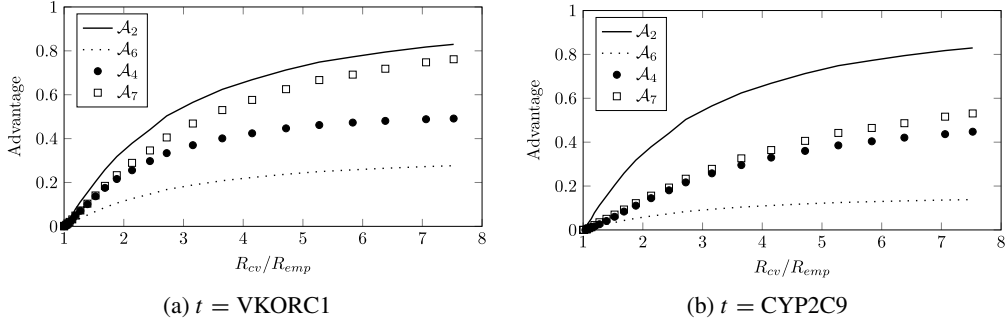 1
0.8
0.6
0.4
0.2
0
Advantage
A₂
A₆
A₄
A₇
1 2 3 4 5 6 7 8
R_cv/R_emp
(a) t = VKORC1
1
0.8
0.6
0.4
0.2
0
Advantage
A₂
A₆
A₄
A₇
1 2 3 4 5 6 7 8
R_cv/R_emp
(b) t = CYP2C9